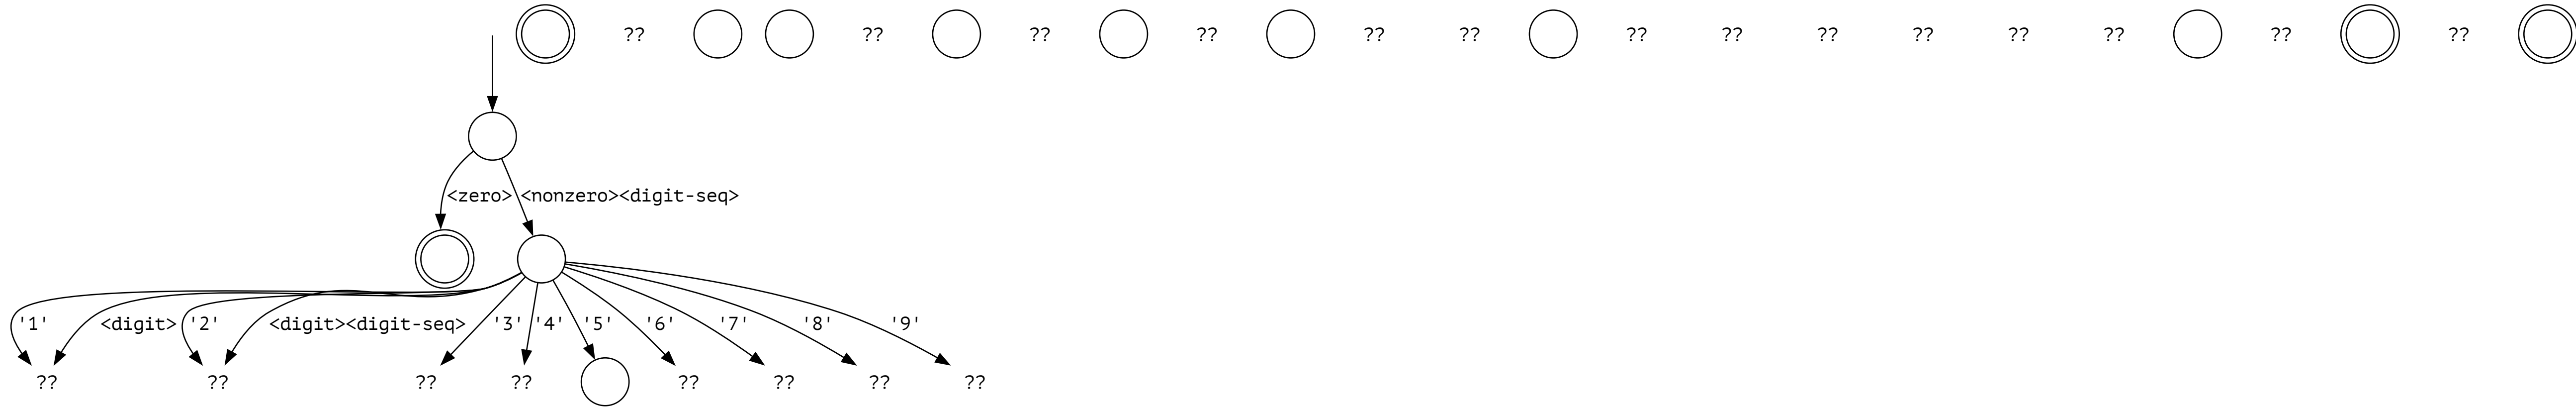 ?? ?? ?? ?? ?? ?? ?? ?? ?? ?? ?? ?? ?? ??
<zero> <nonzero><digit-seq>
'1' <digit> '2' <digit><digit-seq> '3' '4' '5' '6' '7' '8' '9'
?? ?? ?? ?? ?? ?? ?? ??